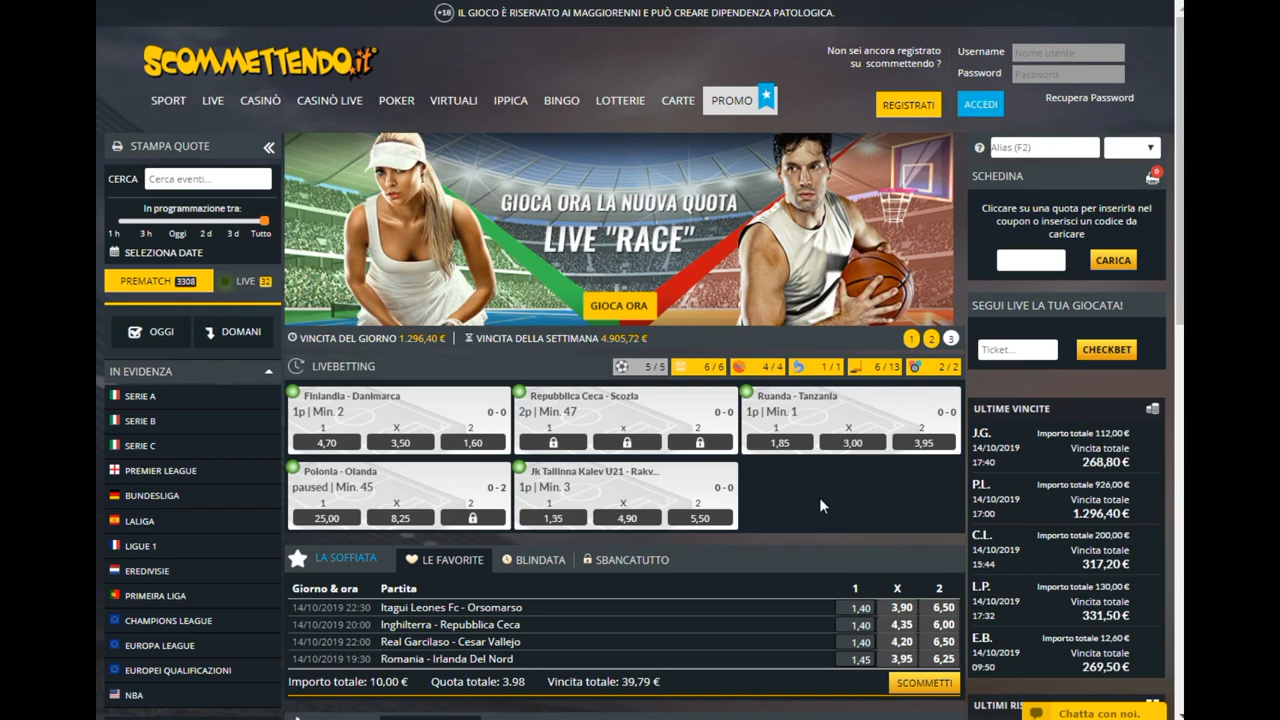 +18 IL GIOCO È RISERVATO AI MAGGIORENNI E PUÒ CREARE DIPENDENZA PATOLOGICA.
SCOMMETTENDO.it
Non sei ancora registrato
su scommettendo ?
REGISTRATI
Username
Nome utente
Password
Password
Recupera Password
ACCEDI
SPORT LIVE CASINÒ CASINÒ LIVE POKER VIRTUALI IPPICA BINGO LOTTERIE CARTE PROMO
STAMPA QUOTE
CERCA Cerca eventi...
In programmazione tra:
1 h 3 h Oggi 2 d 3 d Tutto
SELEZIONA DATE
PREMATCH 3308 LIVE 32
OGGI DOMANI
IN EVIDENZA
SERIE A
SERIE B
SERIE C
PREMIER LEAGUE
BUNDESLIGA
LALIGA
LIGUE 1
EREDIVISIE
PRIMEIRA LIGA
CHAMPIONS LEAGUE
EUROPA LEAGUE
EUROPEI QUALIFICAZIONI
NBA
GIOCA ORA LA NUOVA QUOTA
LIVE "RACE"
GIOCA ORA
VINCITA DEL GIORNO 1.296,40 € VINCITA DELLA SETTIMANA 4.905,72 €
1 2 3
LIVEBETTING
5/5 6/6 4/4 1/1 6/13 2/2
Finlandia - Danimarca
1p | Min. 2 0-0
1 X 2
4,70 3,50 1,60
Repubblica Ceca - Scozia
2p | Min. 47 0-0
1 x 2
Ruanda - Tanzania
1p | Min. 1 0-0
1 X 2
1,85 3,00 3,95
Polonia - Olanda
paused | Min. 45 0-2
1 X 2
25,00 8,25
Jk Tallinna Kalev U21 - Rakv...
1p | Min. 3 0-0
1 X 2
1,35 4,90 5,50
LA SOFFIATA LE FAVORITE BLINDATA SBANCATUTTO
Giorno & ora Partita 1 X 2
14/10/2019 22:30 Itagui Leones Fc - Orsomarso 1,40 3,90 6,50
14/10/2019 20:00 Inghilterra - Repubblica Ceca 1,40 4,35 6,00
14/10/2019 22:00 Real Garcilaso - Cesar Vallejo 1,40 4,20 6,50
14/10/2019 19:30 Romania - Irlanda Del Nord 1,45 3,95 6,25
Importo totale: 10,00 € Quota totale: 3.98 Vincita totale: 39,79 €
SCOMMETTI
Alias (F2)
SCHEDINA 0
Cliccare su una quota per inserirla nel
coupon o inserisci un codice da
caricare
CARICA
SEGUI LIVE LA TUA GIOCATA!
Ticket... CHECKBET
ULTIME VINCITE
J.G. Importo totale 112,00 €
14/10/2019 Vincita totale
17:40 268,80 €
P.L. Importo totale 926,00 €
14/10/2019 Vincita totale
17:00 1.296,40 €
C.L. Importo totale 200,00 €
14/10/2019 Vincita totale
15:44 317,20 €
L.P. Importo totale 130,00 €
14/10/2019 Vincita totale
17:32 331,50 €
E.B. Importo totale 12,60 €
14/10/2019 Vincita totale
09:50 269,50 €
ULTIMI
Chatta con noi.